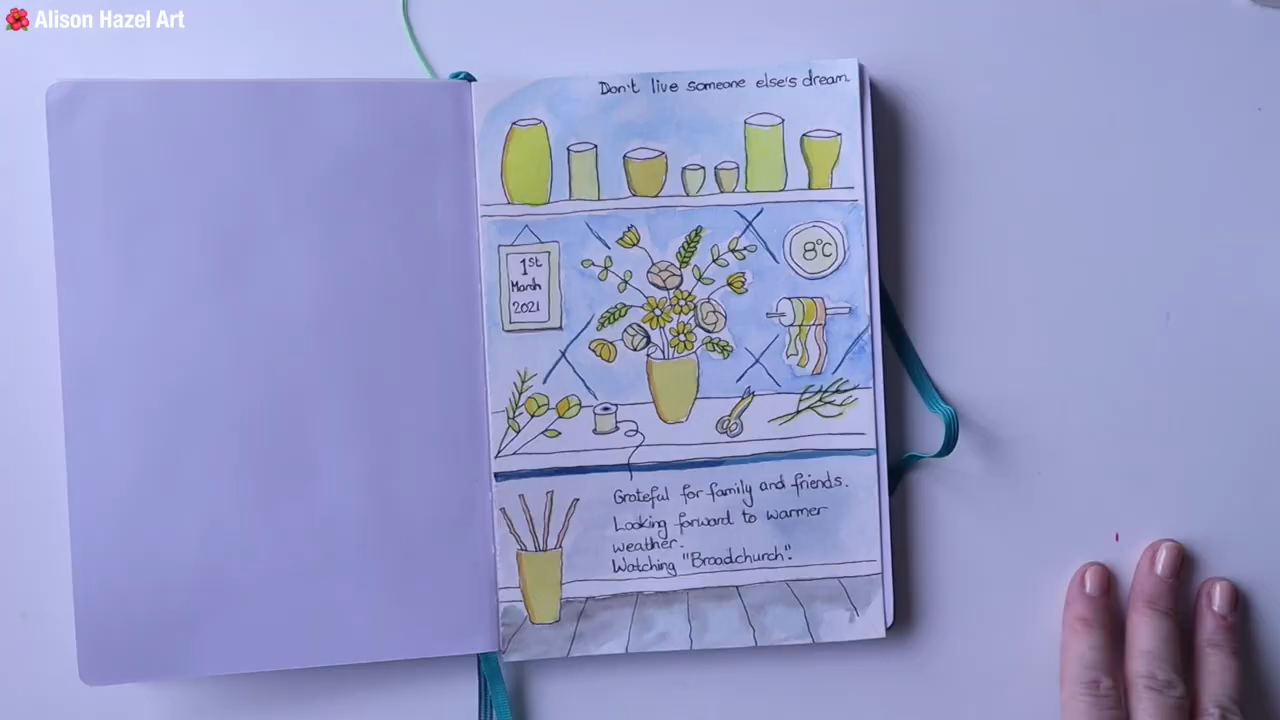 Alison Hazel Art
Don't live someone else's dream.
1st
March
2021
8°C
Grateful for family and friends.
Looking forward to warmer
weather.
Watching "Broadchurch".